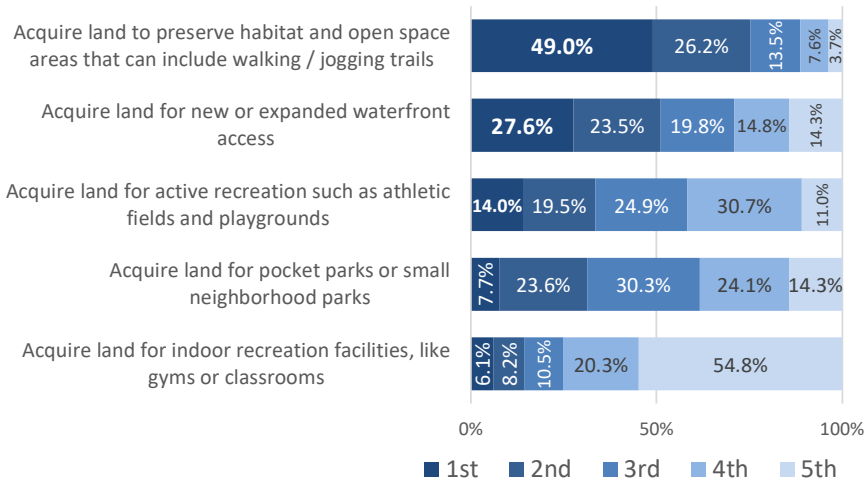 Acquire land to preserve habitat and open space
areas that can include walking / jogging trails
49.0% 26.2% 13.5% 7.6% 3.7%
Acquire land for new or expanded waterfront
access
27.6% 23.5% 19.8% 14.8% 14.3%
Acquire land for active recreation such as athletic
fields and playgrounds
14.0% 19.5% 24.9% 30.7% 11.0%
Acquire land for pocket parks or small
neighborhood parks
7.7% 23.6% 30.3% 24.1% 14.3%
Acquire land for indoor recreation facilities, like
gyms or classrooms
6.1% 8.2% 10.5% 20.3% 54.8%
0% 50% 100%
1st 2nd 3rd 4th 5th